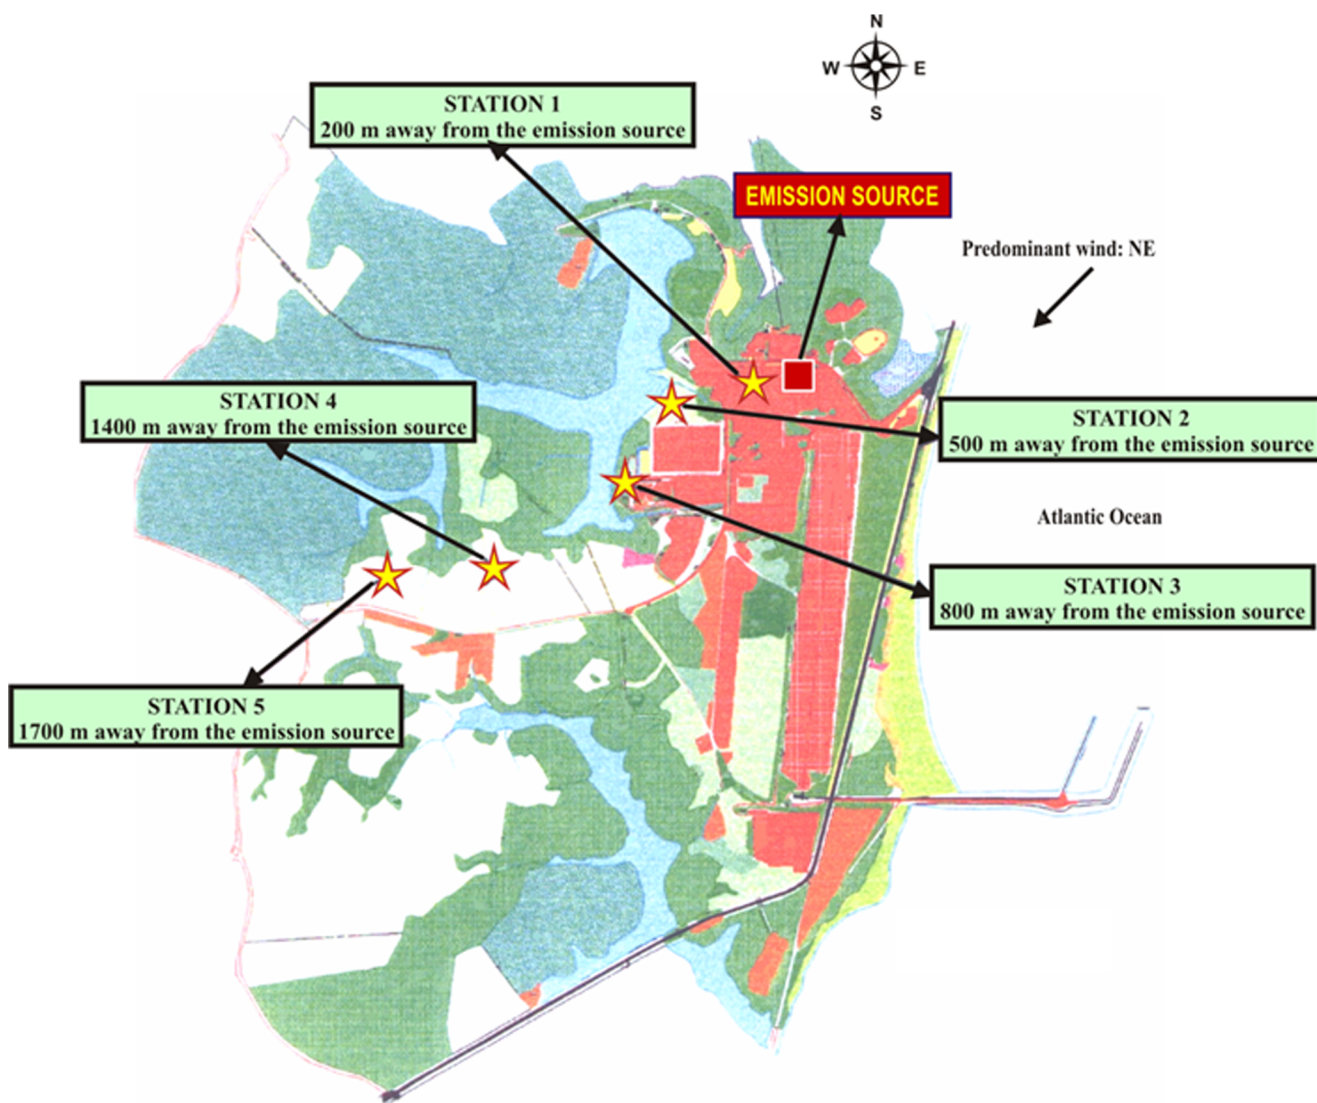 N
W E
S
STATION 1
200 m away from the emission source
EMISSION SOURCE
Predominant wind: NE
STATION 4
1400 m away from the emission source
STATION 2
500 m away from the emission source
Atlantic Ocean
STATION 3
800 m away from the emission source
STATION 5
1700 m away from the emission source